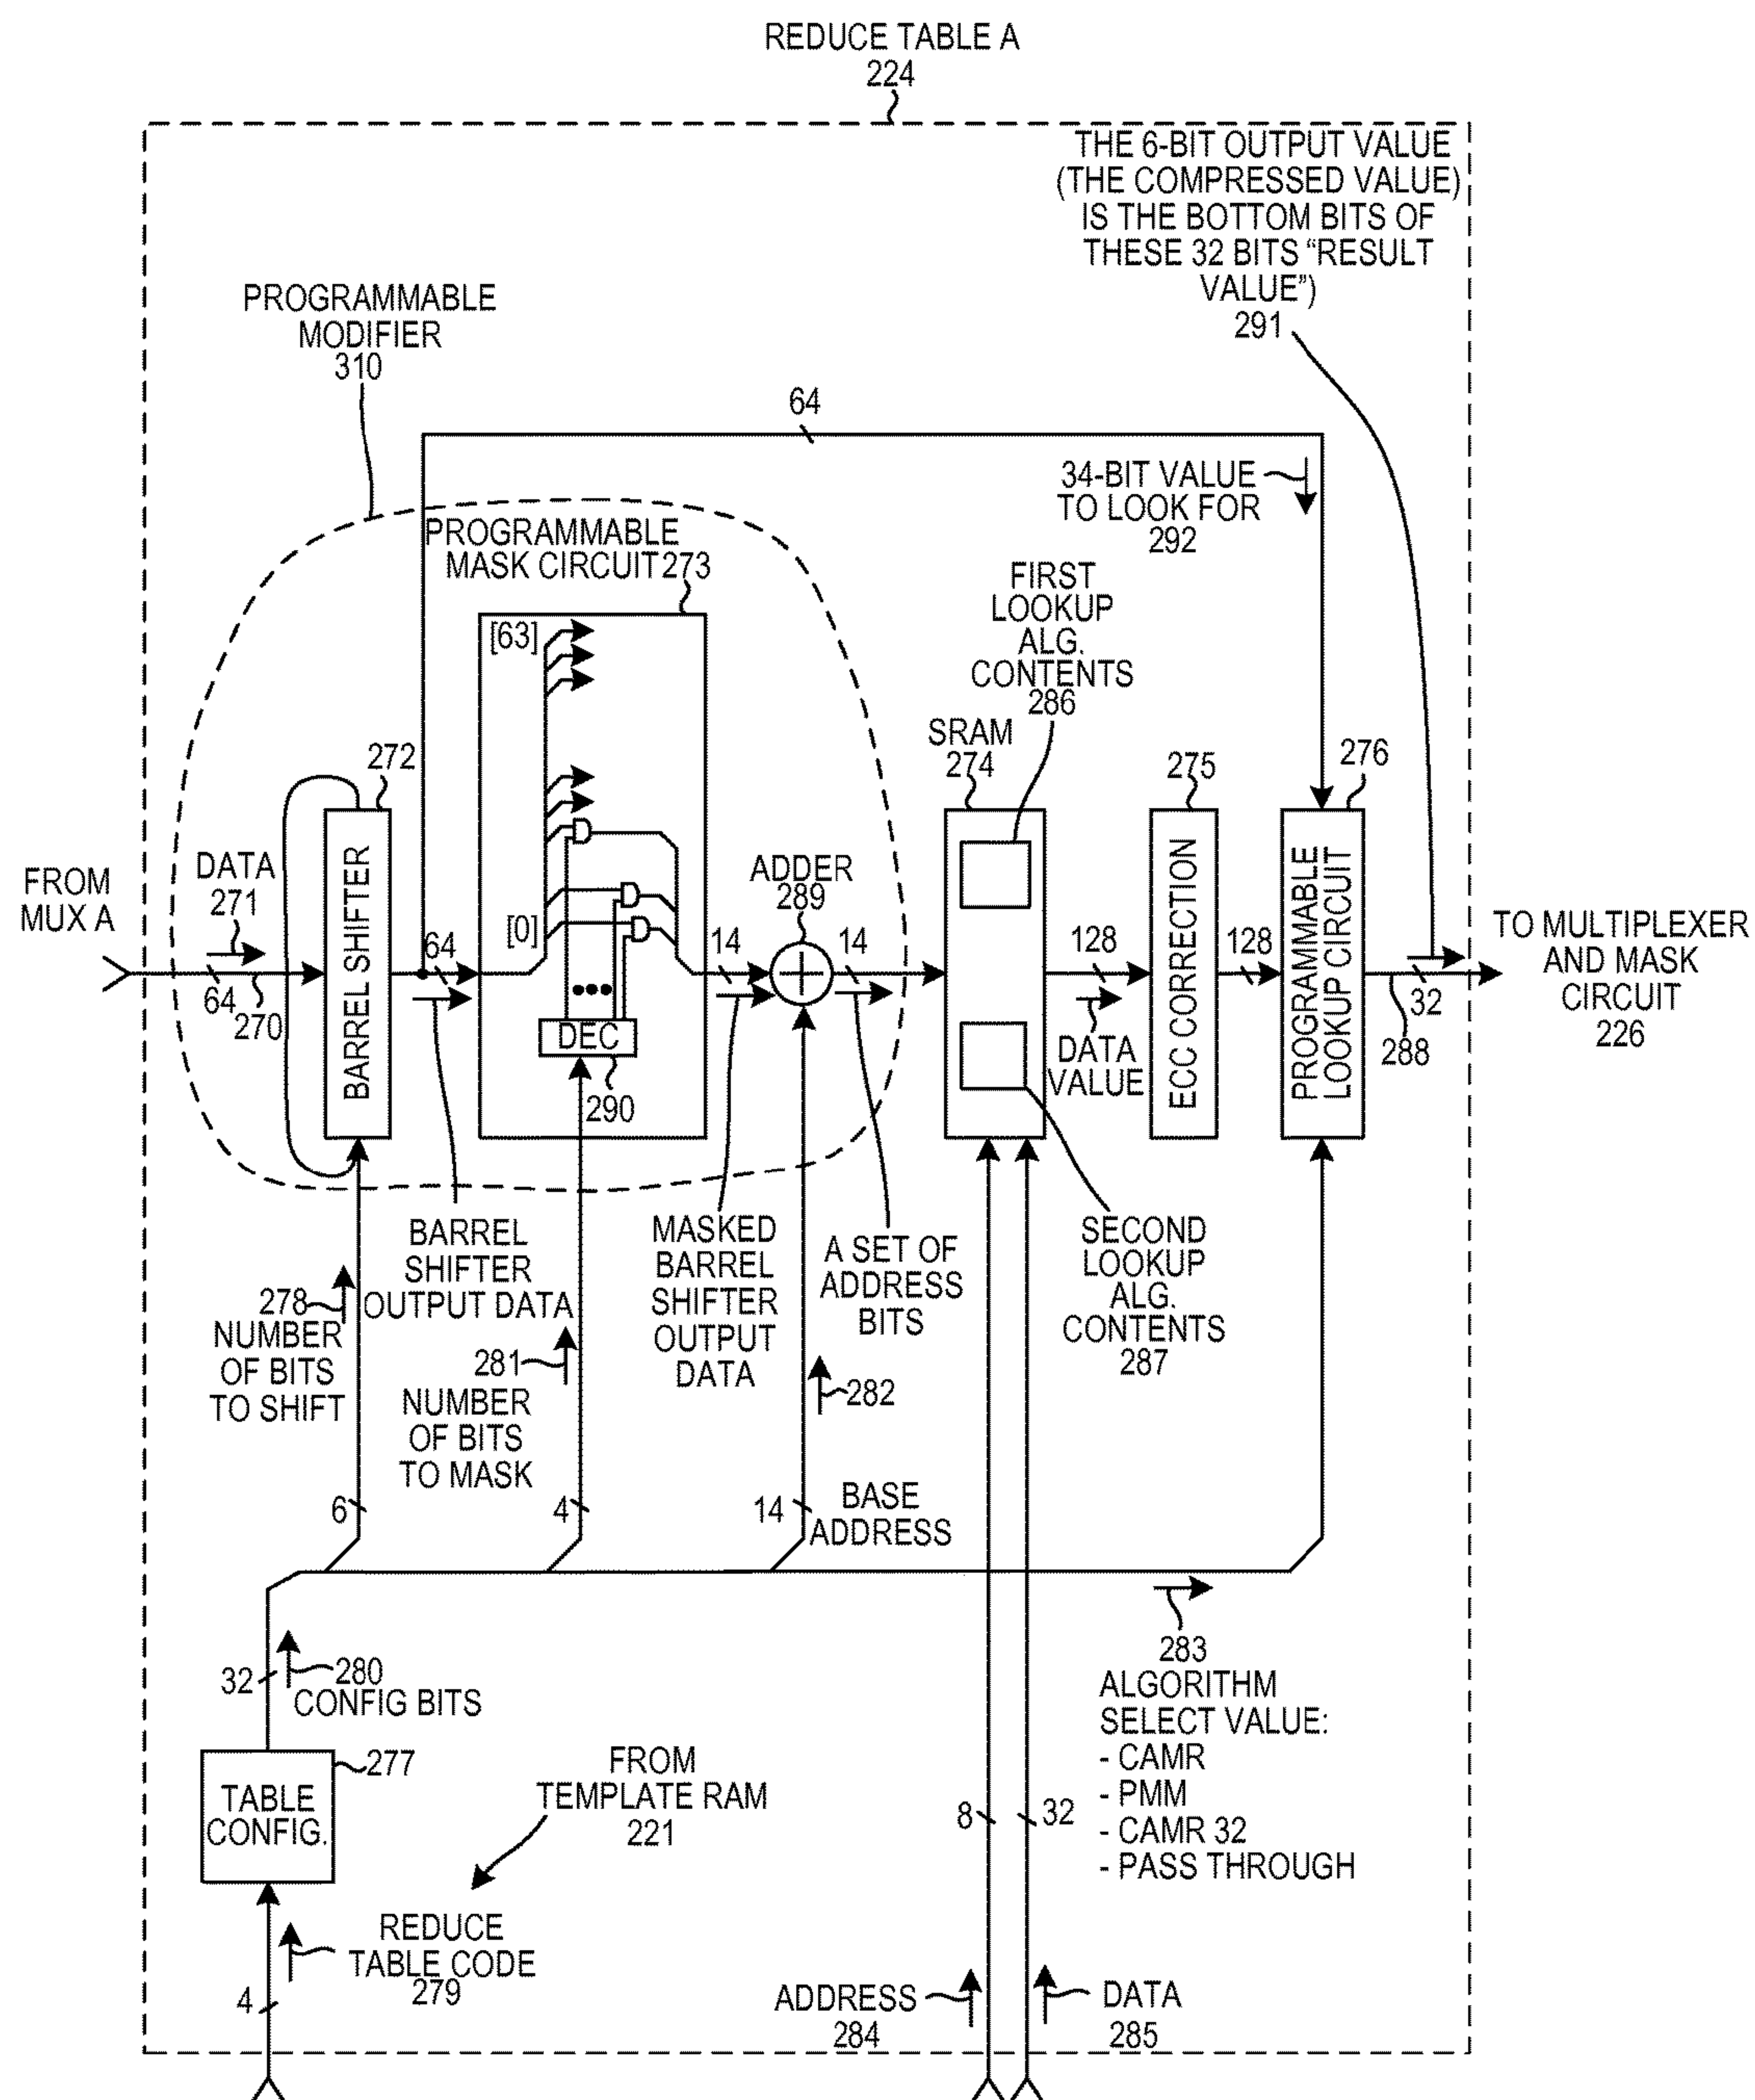 REDUCE TABLE A
224
THE 6-BIT OUTPUT VALUE
(THE COMPRESSED VALUE)
IS THE BOTTOM BITS OF
THESE 32 BITS “RESULT
VALUE”)
291
PROGRAMMABLE
MODIFIER
310
64
34-BIT VALUE
TO LOOK FOR
292
PROGRAMMABLE
MASK CIRCUIT 273
[63]
[0]
DEC
290
FIRST
LOOKUP
ALG.
CONTENTS
286
SRAM
274
275
276
272
FROM
MUX A
DATA
271
64
270
BARREL SHIFTER
64
14
ADDER
289
14
128
DATA
VALUE
ECC CORRECTION
128
PROGRAMMABLE
LOOKUP CIRCUIT
32
288
TO MULTIPLEXER
AND MASK
CIRCUIT
226
BARREL
SHIFTER
OUTPUT DATA
MASKED
BARREL
SHIFTER
OUTPUT
DATA
A SET OF
ADDRESS
BITS
SECOND
LOOKUP
ALG.
CONTENTS
287
278
NUMBER
OF BITS
TO SHIFT
281
NUMBER
OF BITS
TO MASK
282
6
4
14
BASE
ADDRESS
283
ALGORITHM
SELECT VALUE:
- CAMR
- PMM
- CAMR 32
- PASS THROUGH
32
280
CONFIG BITS
277
TABLE
CONFIG.
FROM
TEMPLATE RAM
221
8
32
REDUCE
TABLE CODE
279
4
ADDRESS
284
DATA
285